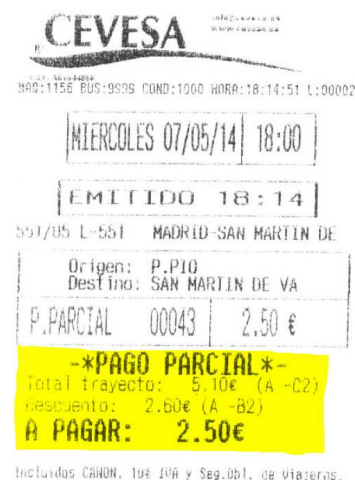 CEVESA
MAQ:1156 BUS:9999 COND:1000 HORA:18:14:51 L:00002
MIERCOLES 07/05/14 18:00
EMITIDO 18:14
551/05 L-551 MADRID-SAN MARTIN DE
Origen: P.PIO
Destino: SAN MARTIN DE VA
P.PARCIAL 00043 2.50 €
-*PAGO PARCIAL*-
Total trayecto: 5.10€ (A -C2)
Descuento: 2.60€ (A -B2)
A PAGAR: 2.50€
Incluidos CANON, 10% IVA y Seg.Obl. de Viajeros.